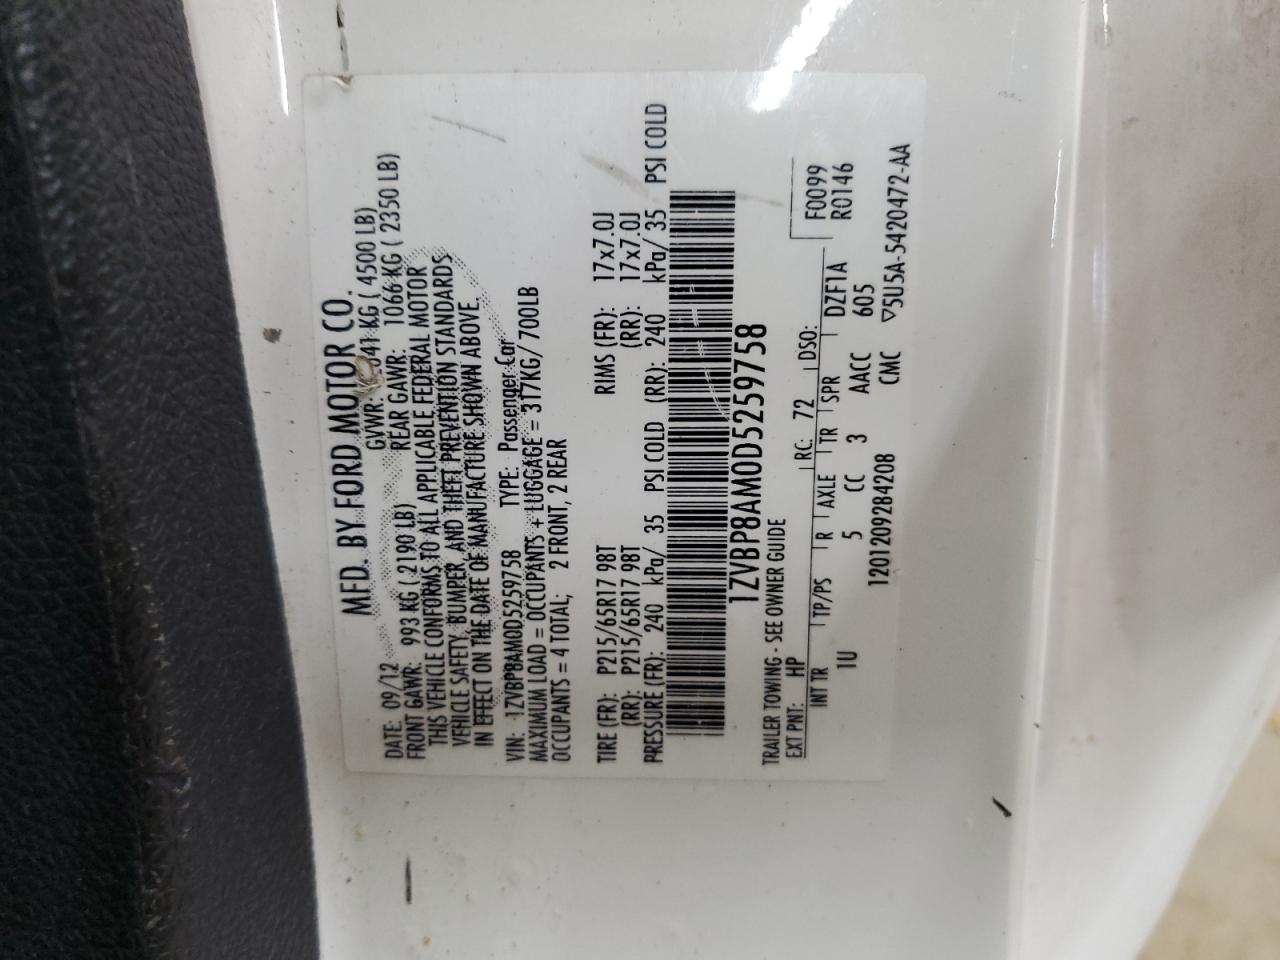 MFD. BY FORD MOTOR CO.
DATE: 09/12 GVWR: 2041 KG ( 4500 LB)
FRONT GAWR: 993 KG ( 2190 LB) REAR GAWR: 1066 KG ( 2350 LB)
THIS VEHICLE CONFORMS TO ALL APPLICABLE FEDERAL MOTOR
VEHICLE SAFETY, BUMPER, AND THEFT PREVENTION STANDARDS
IN EFFECT ON THE DATE OF MANUFACTURE SHOWN ABOVE.
VIN: 1ZVBP8AM0D5259758 TYPE: Passenger Car
MAXIMUM LOAD = OCCUPANTS + LUGGAGE = 317KG/700LB
OCCUPANTS = 4 TOTAL; 2 FRONT, 2 REAR
TIRE (FR): P215/65R17 98T RIMS (FR): 17x7.0J
(RR): P215/65R17 98T (RR): 17x7.0J
PRESSURE (FR): 240 kPa/ 35 PSI COLD (RR): 240 kPa/ 35 PSI COLD
1ZVBP8AM0D5259758
TRAILER TOWING - SEE OWNER GUIDE
EXT PNT: HP RC: 72 DSO: F0099
INT TR TP/PS R AXLE TR SPR DZF1A R0146
1U 5 CC 3 AACC 605
1201209284208 CMC ▽5U5A-5420472-AA